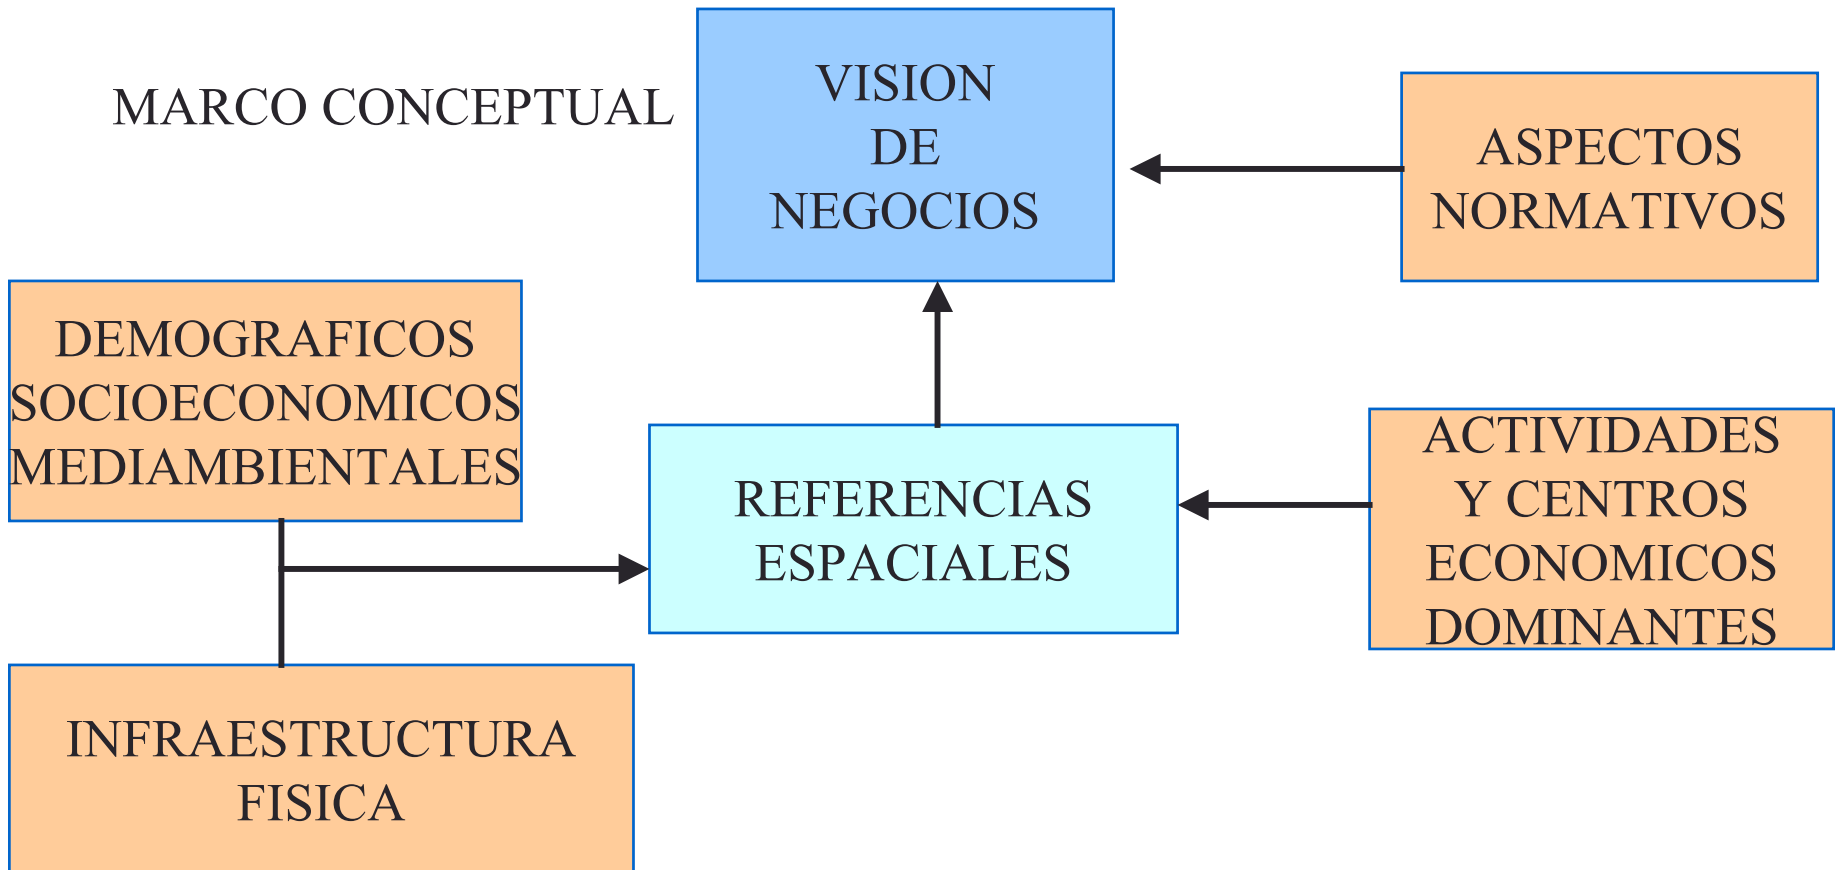 MARCO CONCEPTUAL
VISION
DE
NEGOCIOS
ASPECTOS
NORMATIVOS
DEMOGRAFICOS
SOCIOECONOMICOS
MEDIAMBIENTALES
REFERENCIAS
ESPACIALES
ACTIVIDADES
Y CENTROS
ECONOMICOS
DOMINANTES
INFRAESTRUCTURA
FISICA